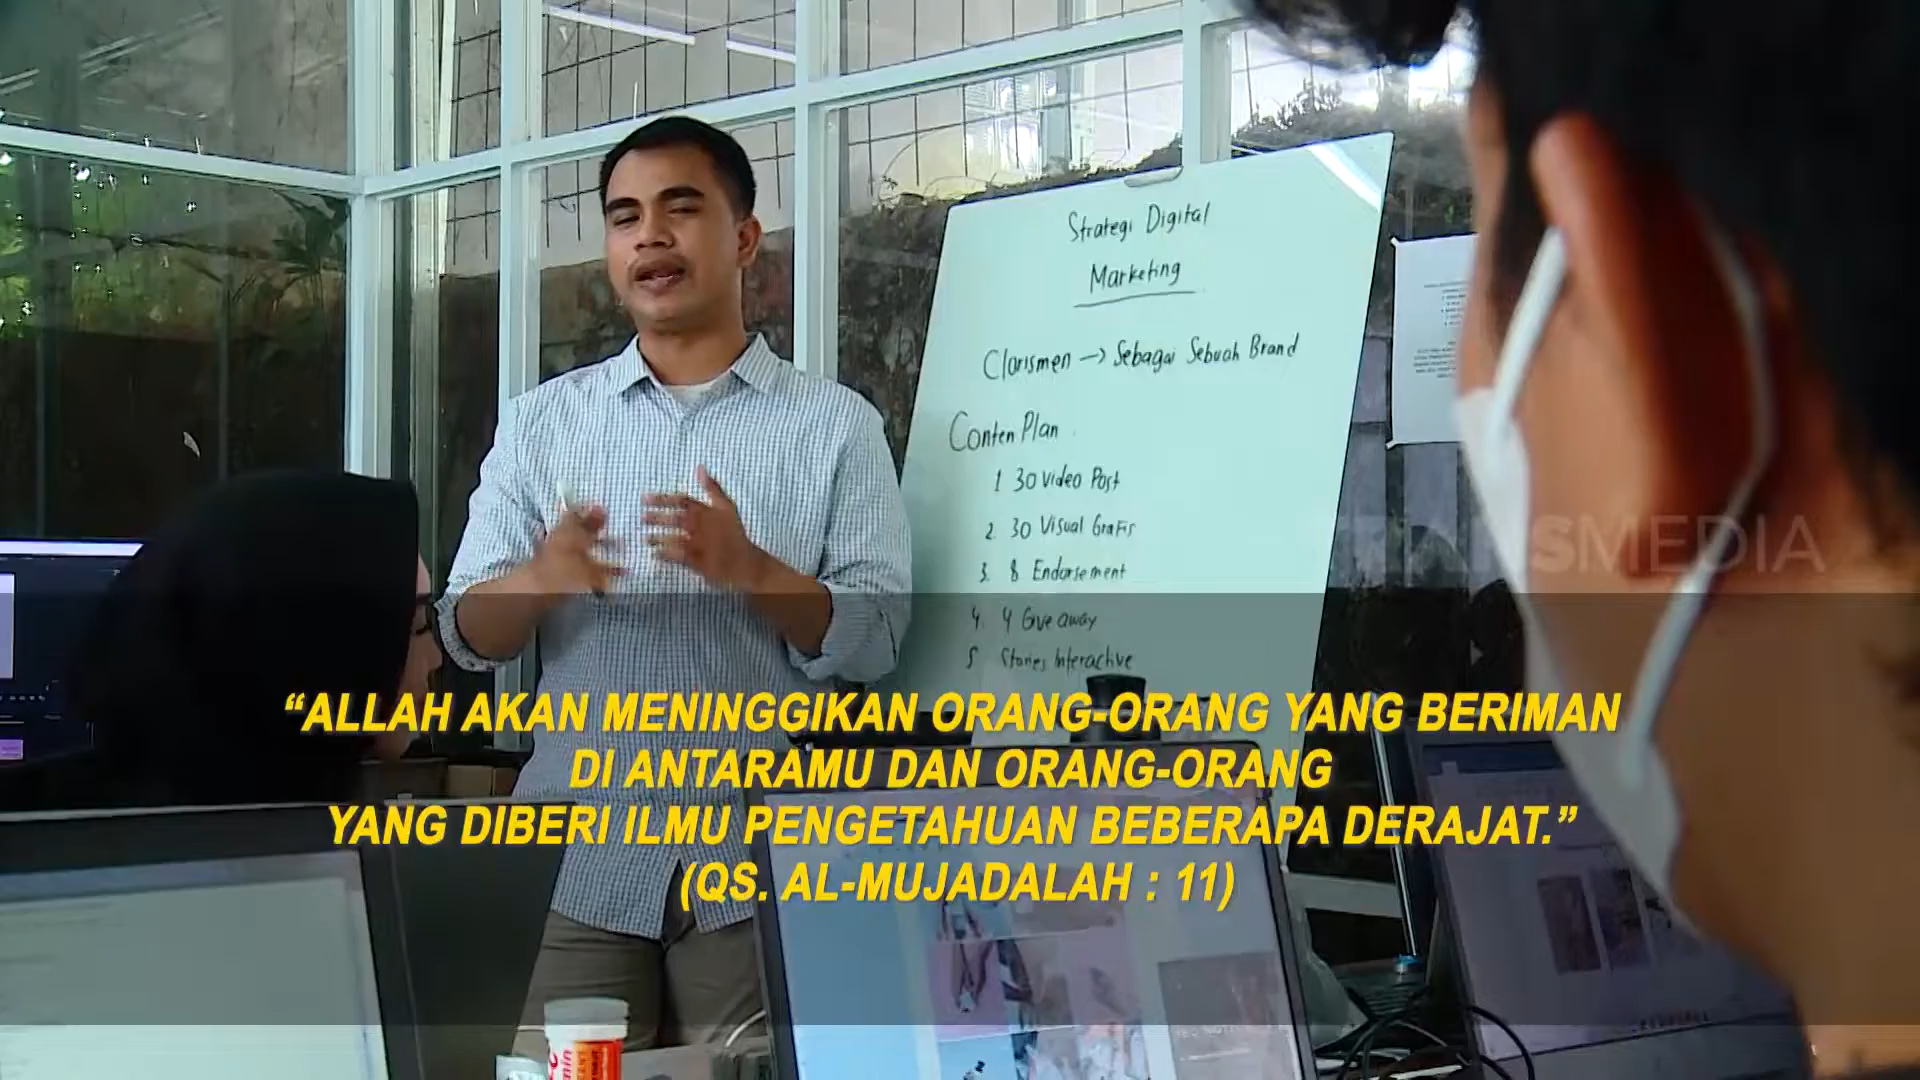 Strategi Digital
Marketing
Clarismen → Sebagai Sebuah Brand
Conten Plan
1 30 Video Post
2. 30 Visual Grafis
3. 8 Endorsement
4. 4 Give away
5 Stories Interactive
TRANSMEDIA
“ALLAH AKAN MENINGGIKAN ORANG-ORANG YANG BERIMAN
DI ANTARAMU DAN ORANG-ORANG
YANG DIBERI ILMU PENGETAHUAN BEBERAPA DERAJAT.”
(QS. AL-MUJADALAH : 11)